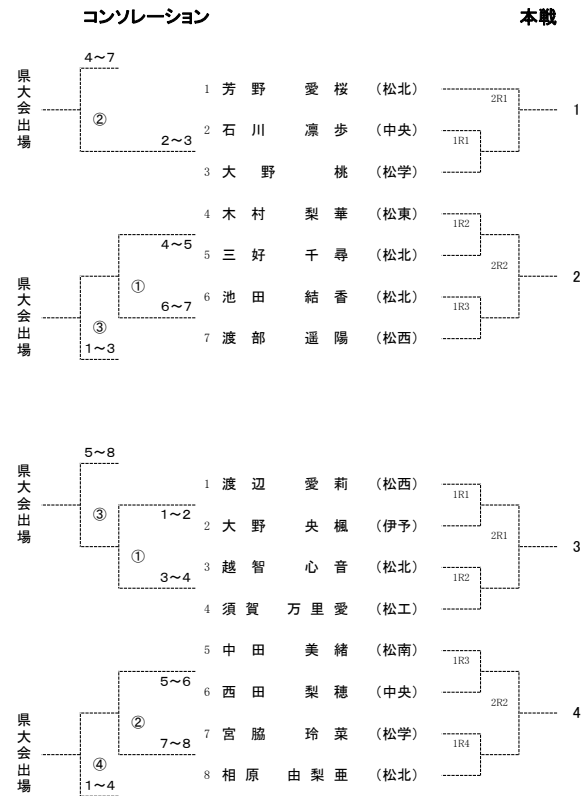 コンソレーション 本戦
4～7
県大会出場
②
2～3
1 芳野 愛桜 (松北)
2R1
1
2 石川 凛歩 (中央)
1R1
3 大野 桃 (松学)
4 木村 梨華 (松東)
4～5
1R2
5 三好 千尋 (松北)
2R2
2
県大会出場
①
6 池田 結香 (松北)
6～7
1R3
③
7 渡部 遥陽 (松西)
1～3
5～8
県大会出場
③
1 渡辺 愛莉 (松西)
1～2
1R1
2 大野 央楓 (伊予)
2R1
3
①
3 越智 心音 (松北)
3～4
1R2
4 須賀 万里愛 (松工)
5 中田 美緒 (松南)
5～6
1R3
6 西田 梨穂 (中央)
2R2
4
県大会出場
②
7 宮脇 玲菜 (松学)
7～8
1R4
④
8 相原 由梨亜 (松北)
1～4